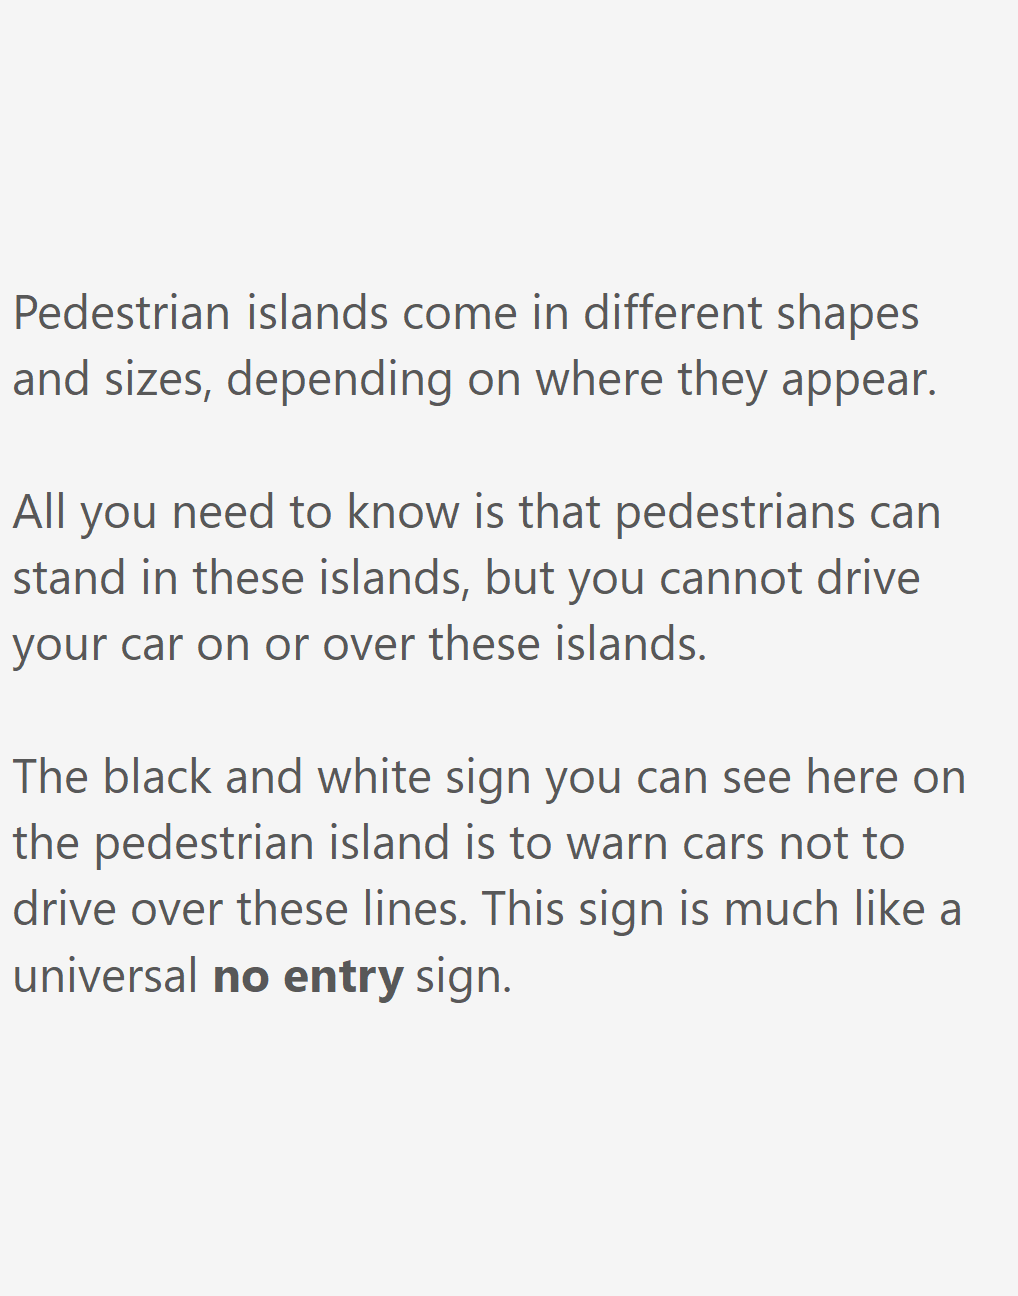 Pedestrian islands come in different shapes
and sizes, depending on where they appear.
All you need to know is that pedestrians can
stand in these islands, but you cannot drive
your car on or over these islands.
The black and white sign you can see here on
the pedestrian island is to warn cars not to
drive over these lines. This sign is much like a
universal no entry sign.